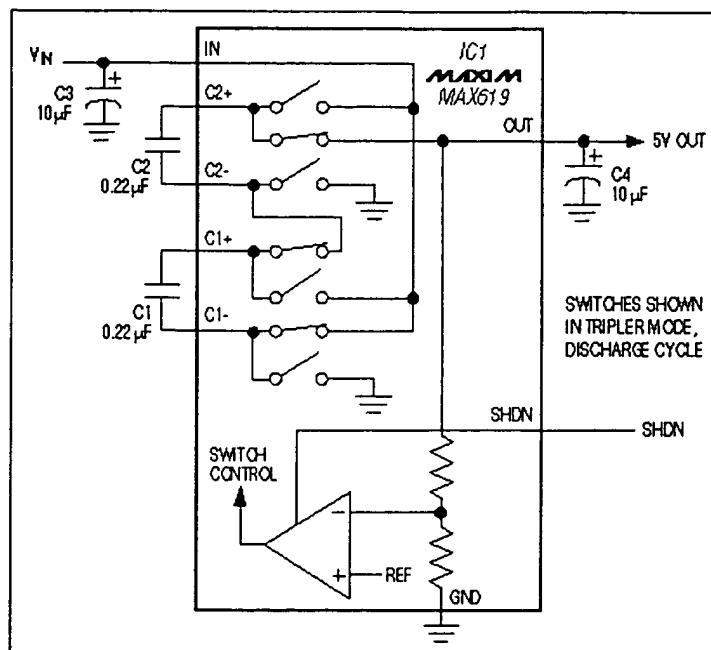 VIN
IN
IC1
MAXIM
MAX619
C3
10µF
+
C2+
OUT
5V OUT
C2
0.22µF
C2-
+
C4
10µF
C1+
C1
0.22µF
C1-
SWITCHES SHOWN
IN TRIPLER MODE,
DISCHARGE CYCLE
SHDN
SHDN
SWITCH
CONTROL
−
+
REF
GND